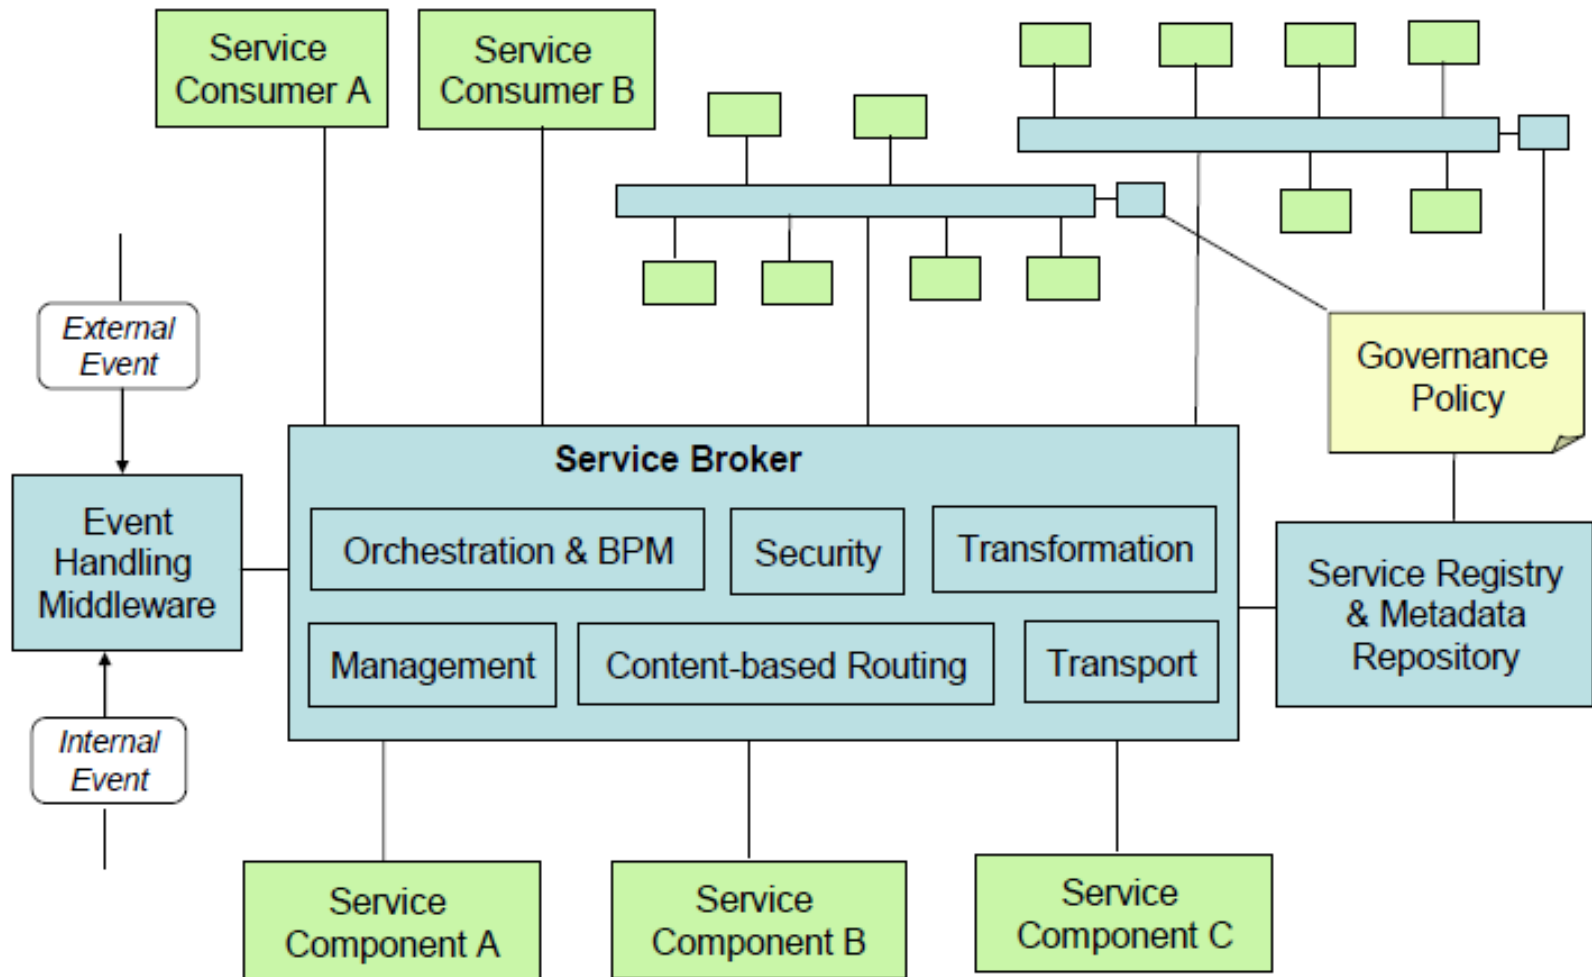 Service
Consumer A
Service
Consumer B
External
Event
Governance
Policy
Service Broker
Event
Handling
Middleware
Orchestration & BPM
Security
Transformation
Service Registry
& Metadata
Repository
Management
Content-based Routing
Transport
Internal
Event
Service
Component A
Service
Component B
Service
Component C